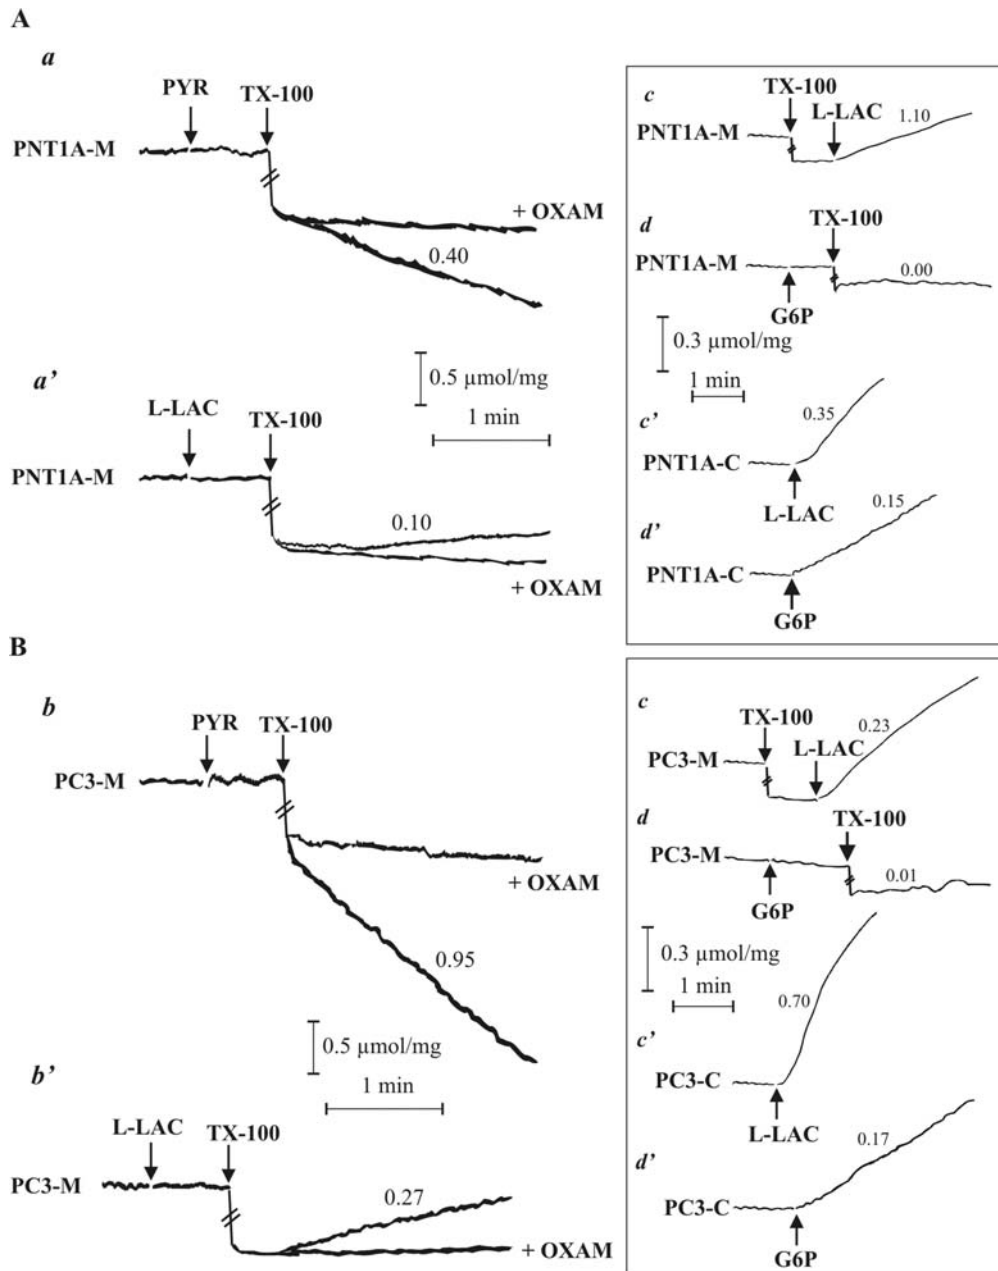 A
a
PYR
TX-100
PNT1A-M
+ OXAM
0.40
0.5 µmol/mg
1 min
a’
L-LAC
TX-100
PNT1A-M
0.10
+ OXAM
c
TX-100
L-LAC
PNT1A-M
1.10
d
TX-100
PNT1A-M
0.00
G6P
0.3 µmol/mg
1 min
c’
0.35
PNT1A-C
L-LAC
d’
0.15
PNT1A-C
G6P
B
b
PYR
TX-100
PC3-M
+ OXAM
0.95
0.5 µmol/mg
1 min
b’
L-LAC
TX-100
PC3-M
0.27
+ OXAM
c
TX-100
L-LAC
0.23
PC3-M
d
TX-100
PC3-M
0.01
G6P
0.3 µmol/mg
1 min
0.70
c’
PC3-C
L-LAC
d’
0.17
PC3-C
G6P